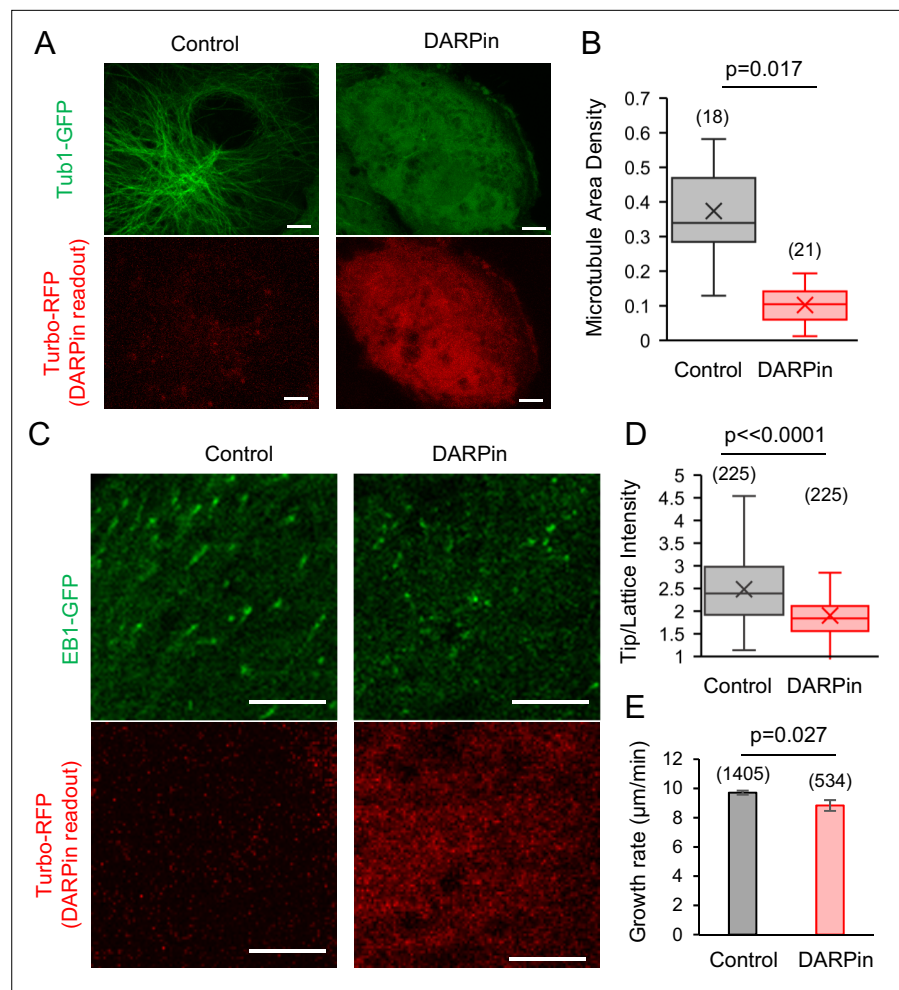 A
Control
DARPin
Tub1-GFP
Turbo-RFP
(DARPin readout)
B
p=0.017
Microtubule Area Density
0.7
0.6
0.5
0.4
0.3
0.2
0.1
0
(18)
(21)
Control
DARPin
C
Control
DARPin
EB1-GFP
Turbo-RFP
(DARPin readout)
D
p<<0.0001
Tip/Lattice Intensity
5
4.5
4
3.5
3
2.5
2
1.5
1
(225)
(225)
Control
DARPin
E
p=0.027
Growth rate (μm/min)
12
10
8
6
4
2
0
(1405)
(534)
Control
DARPin